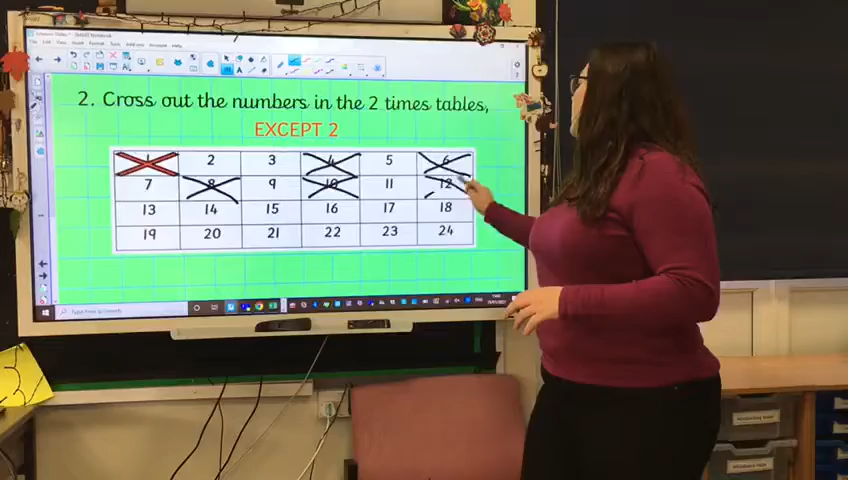 2. Cross out the numbers in the 2 times tables,
EXCEPT 2
1 2 3 4 5 6
7 8 9 10 11 12
13 14 15 16 17 18
19 20 21 22 23 24